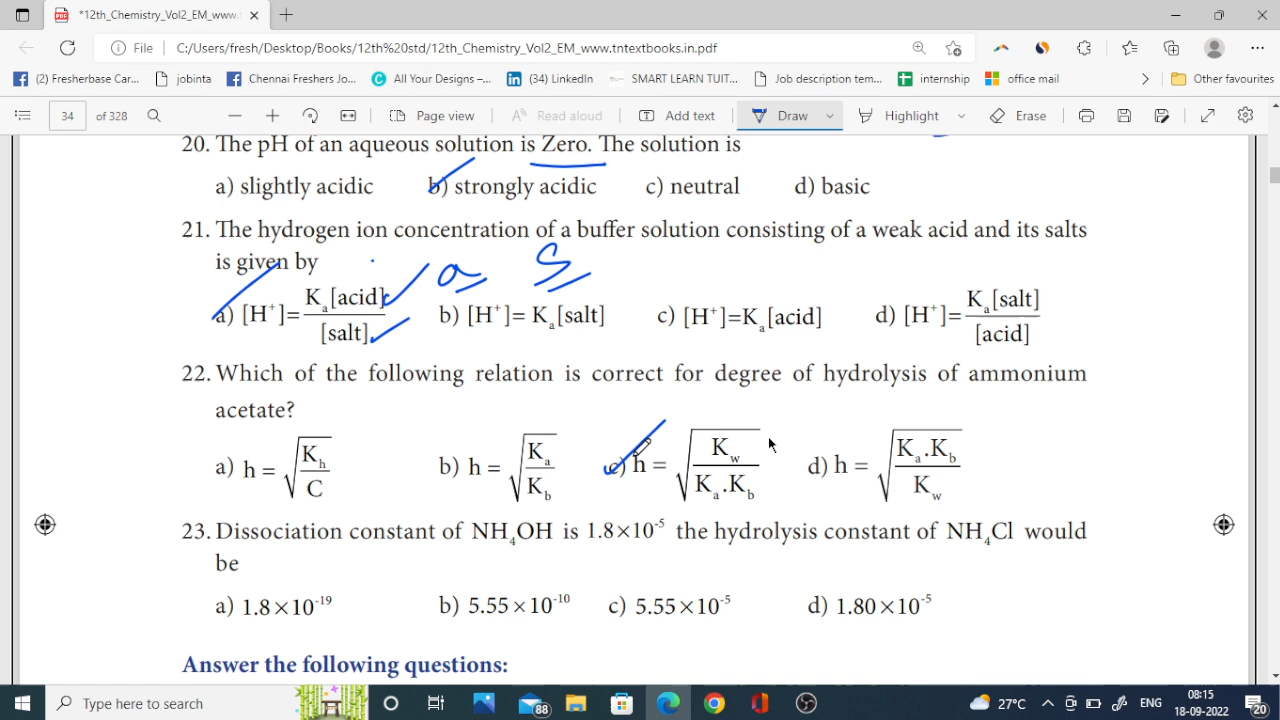 *12th_Chemistry_Vol2_EM_www.
File
C:/Users/fresh/Desktop/Books/12th%20std/12th_Chemistry_Vol2_EM_www.tntextbooks.in.pdf
(2) Fresherbase Car... jobinta Chennai Freshers Jo... All Your Designs –... (34) LinkedIn SMART LEARN TUIT... Job description tem... internship office mail Other favourites
34 of 328 Page view Read aloud Add text Draw Highlight Erase
20. The pH of an aqueous solution is Zero. The solution is
a) slightly acidic b) strongly acidic c) neutral d) basic
21. The hydrogen ion concentration of a buffer solution consisting of a weak acid and its salts
is given by
a S
a) [H⁺]= Kₐ[acid] / [salt] b) [H⁺]= Kₐ[salt] c) [H⁺]=Kₐ[acid] d) [H⁺]= Kₐ[salt] / [acid]
22. Which of the following relation is correct for degree of hydrolysis of ammonium
acetate?
a) h = √(K_h / C) b) h = √(K_a / K_b) c) h = √(K_w / K_a.K_b) d) h = √(K_a.K_b / K_w)
23. Dissociation constant of NH₄OH is 1.8×10⁻⁵ the hydrolysis constant of NH₄Cl would
be
a) 1.8×10⁻¹⁹ b) 5.55×10⁻¹⁰ c) 5.55×10⁻⁵ d) 1.80×10⁻⁵
Answer the following questions:
Type here to search 88 27°C ENG 08:15
18-09-2022 20